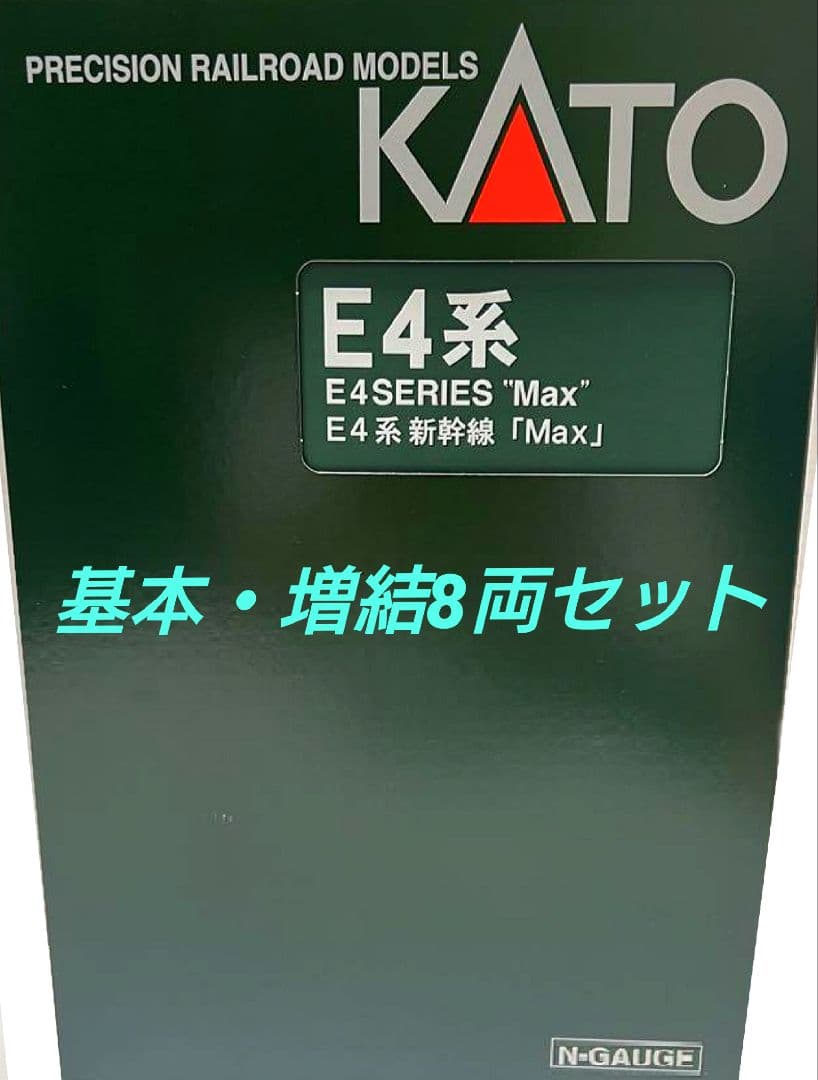 PRECISION RAILROAD MODELS
KATO
E4系
E4SERIES "Max"
E4系 新幹線「Max」
基本・増結8両セット
N-GAUGE